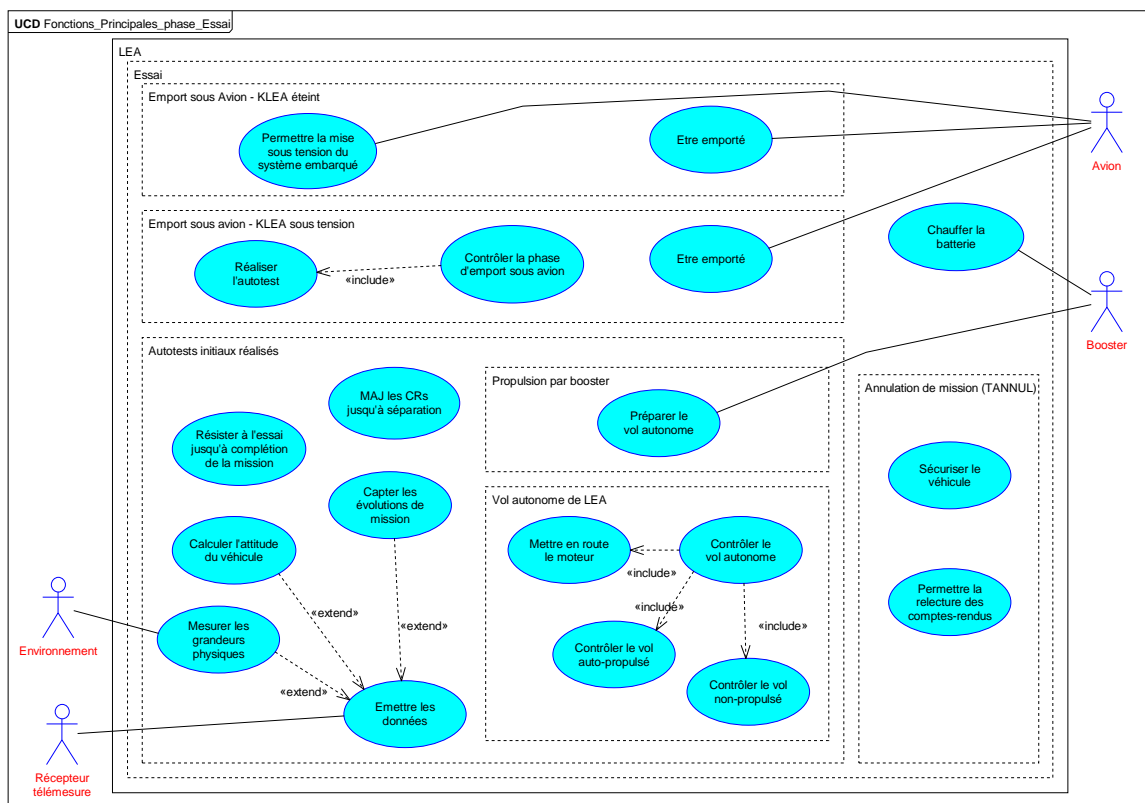 UCD Fonctions_Principales_phase_Essai
LEA
Essai
Emport sous Avion - KLEA éteint
Permettre la mise
sous tension du
système embarqué
Etre emporté
Avion
Emport sous avion - KLEA sous tension
Réaliser
l'autotest
«include»
Contrôler la phase
d'emport sous avion
Etre emporté
Chauffer la
batterie
Booster
Autotests initiaux réalisés
MAJ les CRs
jusqu'à séparation
Résister à l'essai
jusqu'à complétion
de la mission
Capter les
évolutions de
mission
Calculer l'attitude
du véhicule
«extend»
«extend»
Mesurer les
grandeurs
physiques
«extend»
Emettre les
données
Environnement
Récepteur
télémesure
Propulsion par booster
Préparer le
vol autonome
Vol autonome de LEA
Mettre en route
le moteur
Contrôler le
vol autonome
«include»
«include»
«include»
Contrôler le vol
auto-propulsé
Contrôler le vol
non-propulsé
Annulation de mission (TANNUL)
Sécuriser le
véhicule
Permettre la
relecture des
comptes-rendus